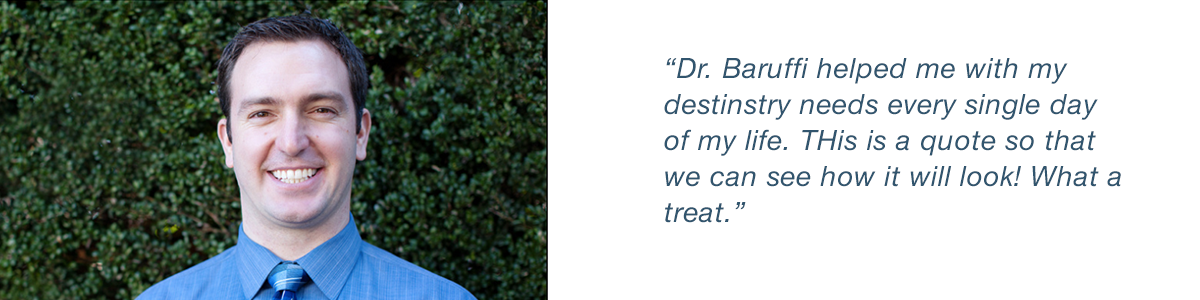 “Dr. Baruffi helped me with my
destinstry needs every single day
of my life. THis is a quote so that
we can see how it will look! What a
treat.”